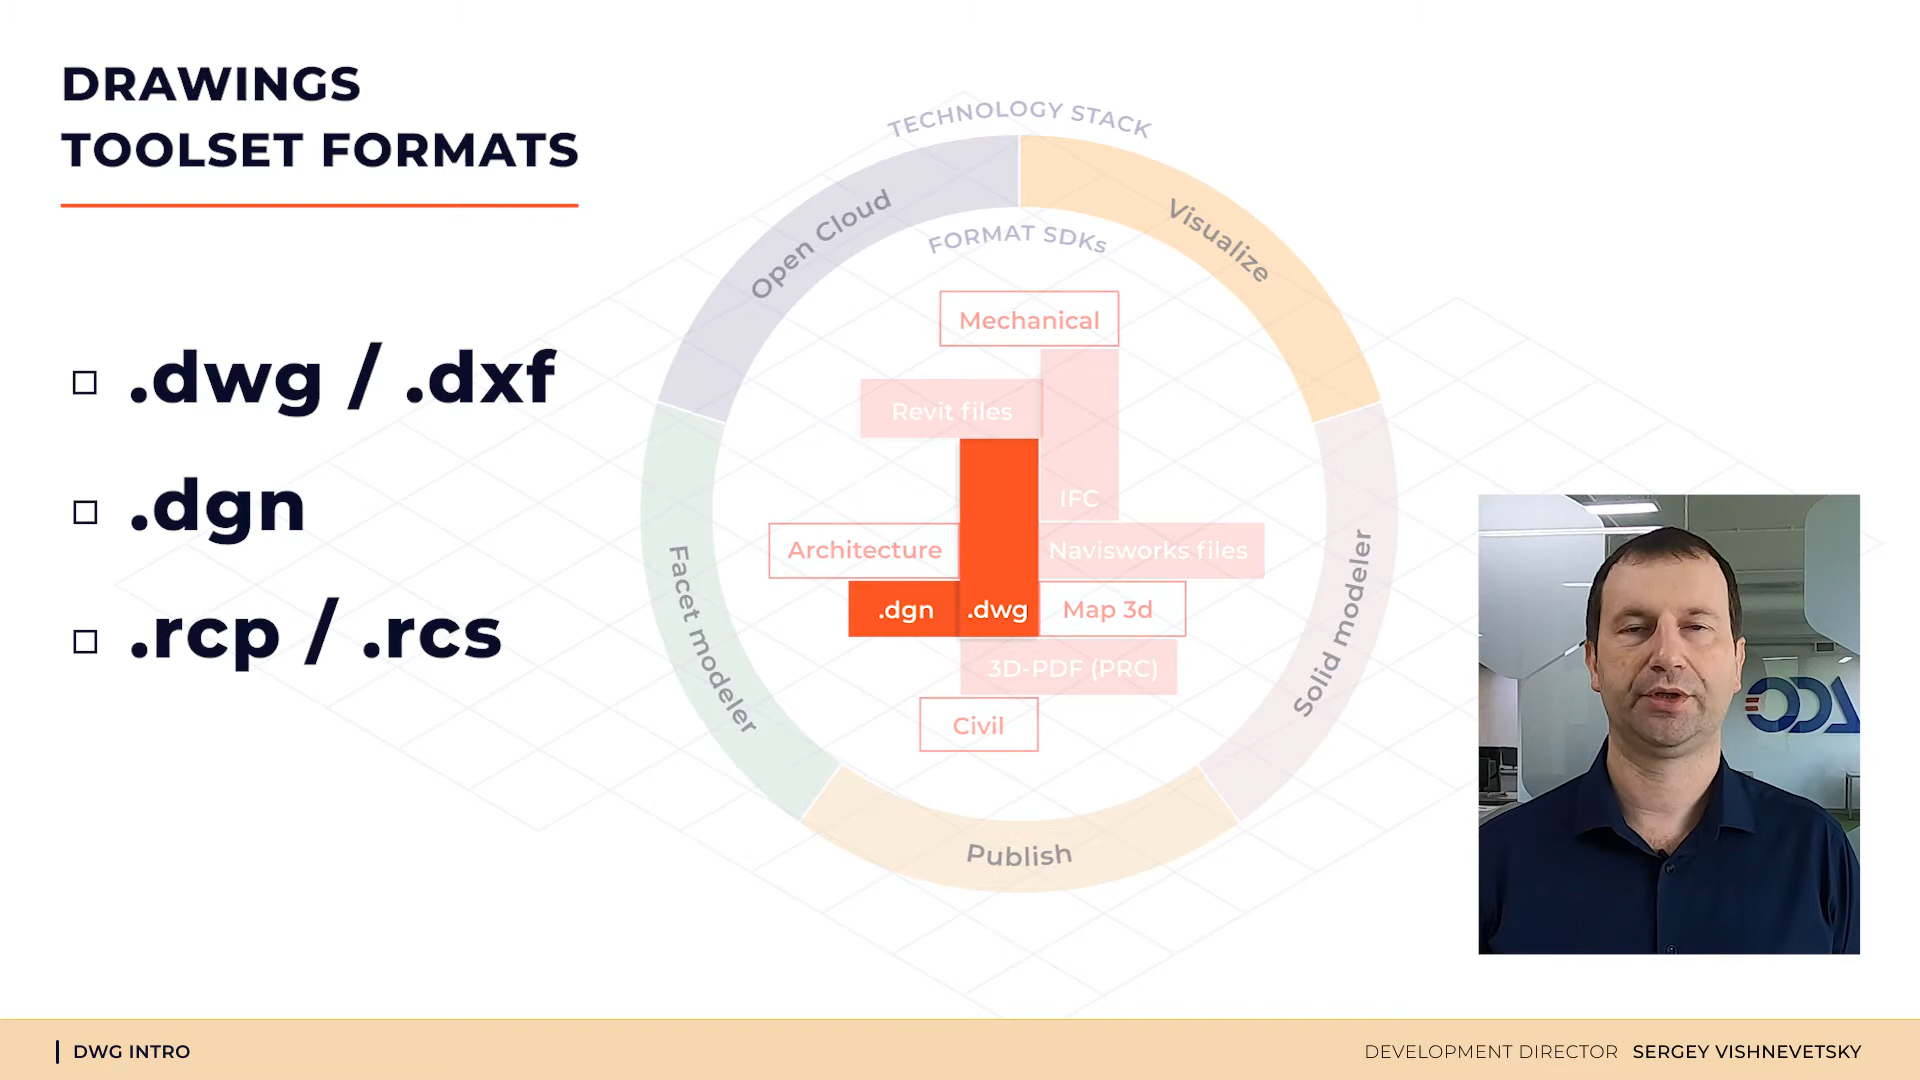 DRAWINGS
TOOLSET FORMATS
.dwg / .dxf
.dgn
.rcp / .rcs
TECHNOLOGY STACK
Open Cloud
Visualize
FORMAT SDKs
Mechanical
Revit files
IFC
Architecture
Navisworks files
.dgn
.dwg
Map 3d
3D-PDF (PRC)
Civil
Facet modeler
Solid modeler
Publish
ODA
DWG INTRO
DEVELOPMENT DIRECTOR SERGEY VISHNEVETSKY